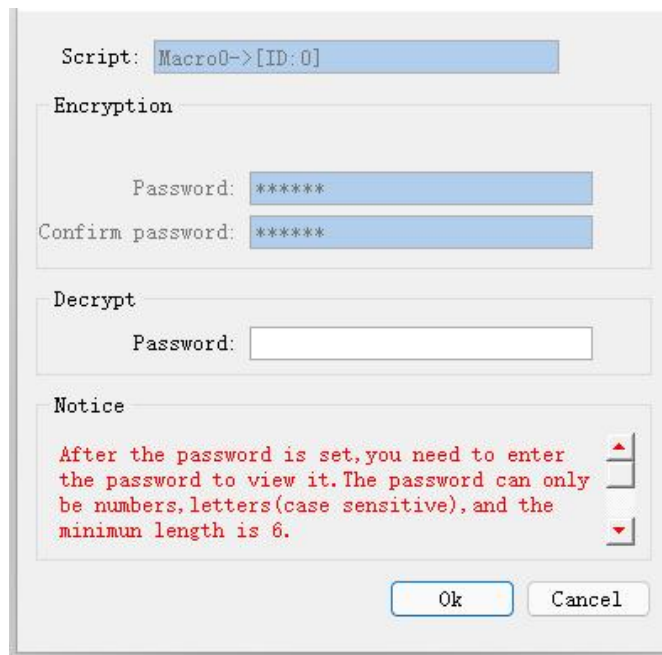 Script: Macro0->[ID:0]
Encryption
Password: ******
Confirm password: ******
Decrypt
Password:
Notice
After the password is set,you need to enter
the password to view it.The password can only
be numbers,letters(case sensitive),and the
minimun length is 6.
Ok Cancel